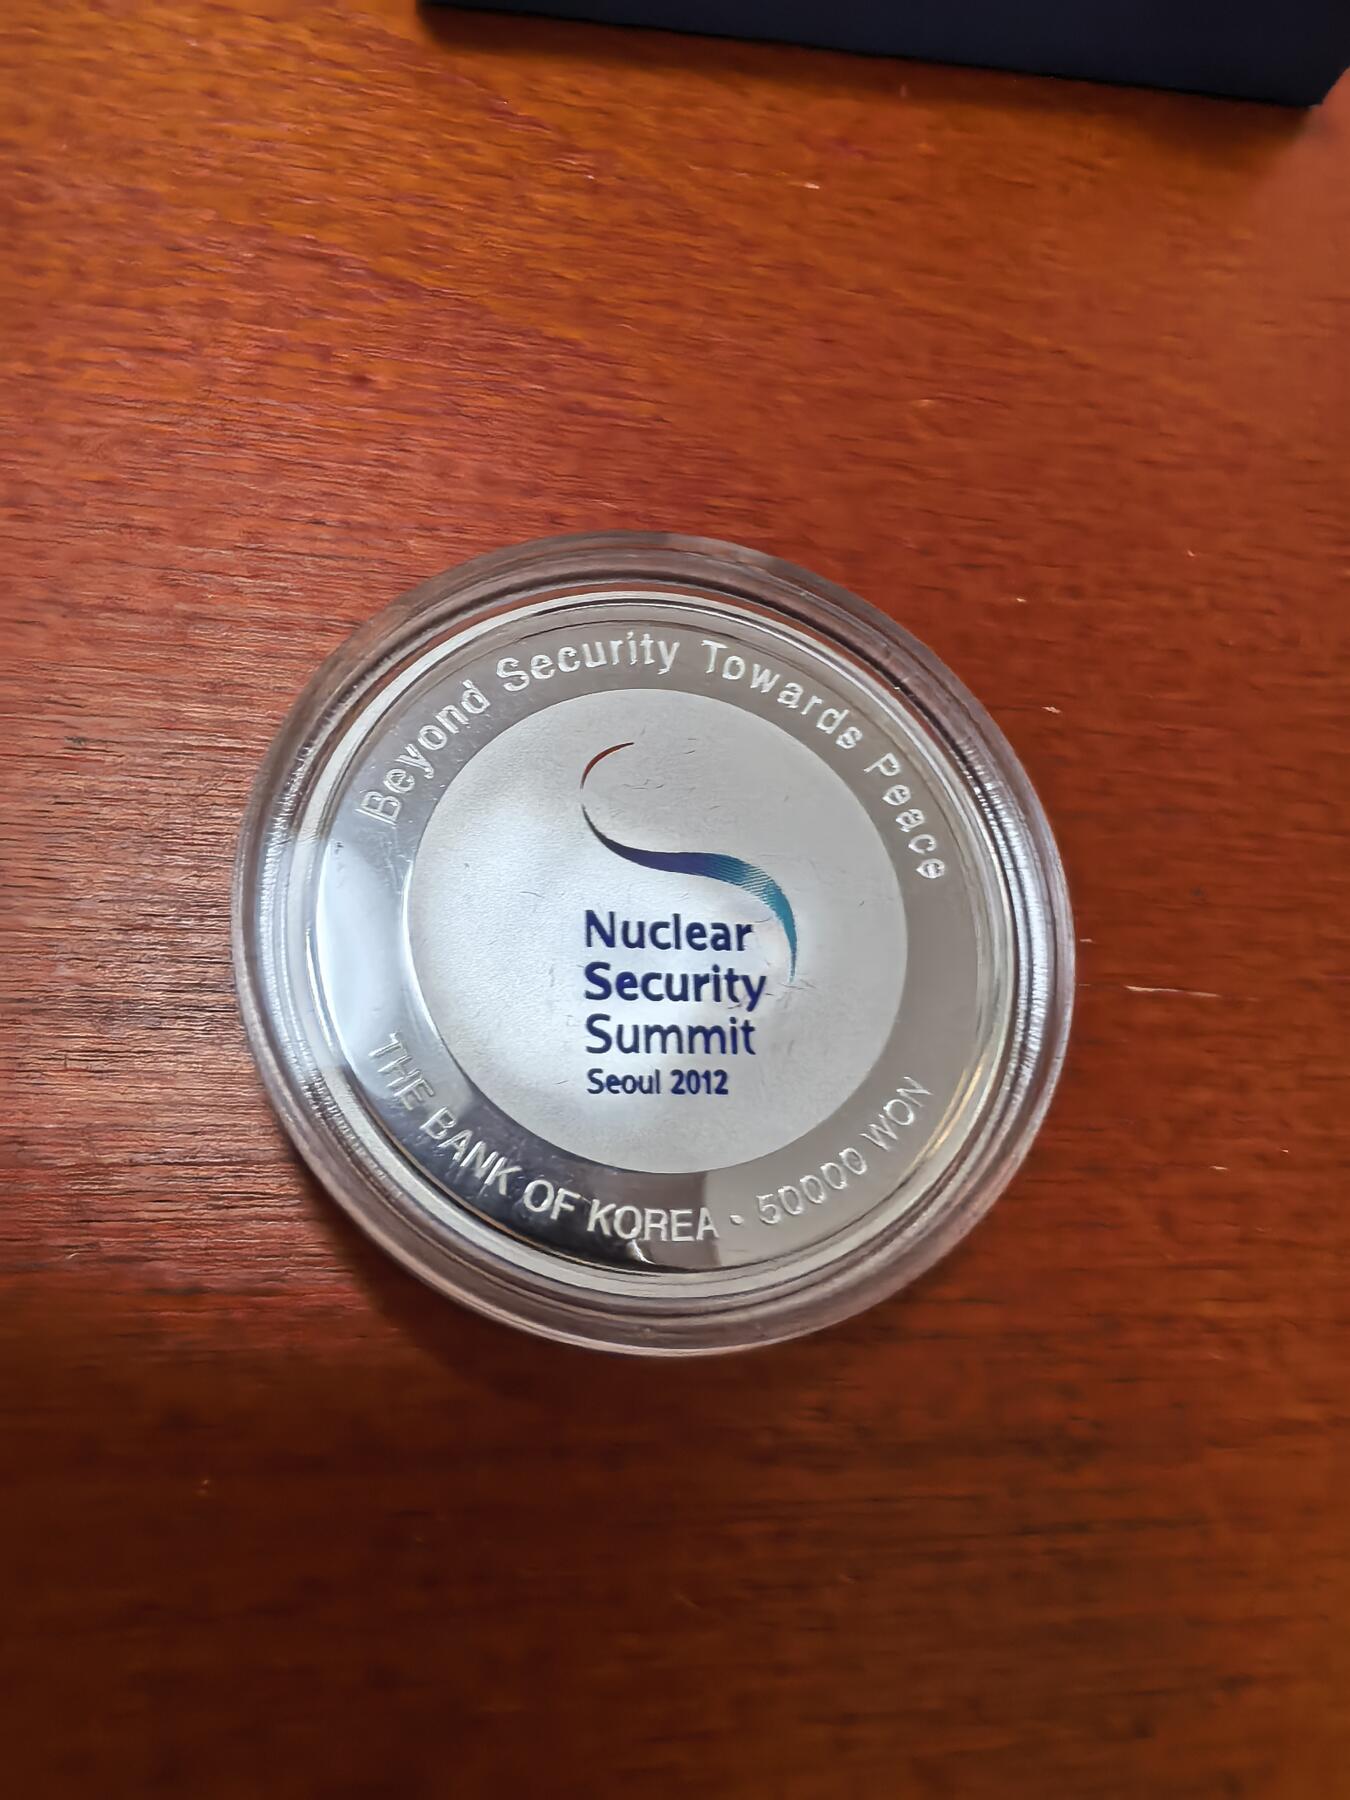 Beyond Security Towards Peace
Nuclear
Security
Summit
Seoul 2012
THE BANK OF KOREA • 50000 WON